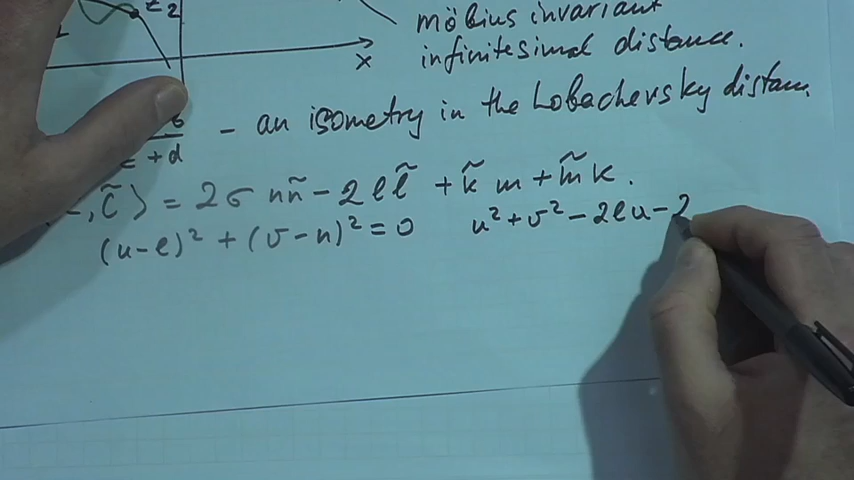 z2
möbius invariant
infinitesimal distance.
x
- an isometry in the Lobachevsky distan.
+ d
, c̃⟩ = 2σ nñ - 2ll̃ + k̃m + m̃k.
(u-l)² + (v-n)² = 0 u² + v² - 2lu - 2